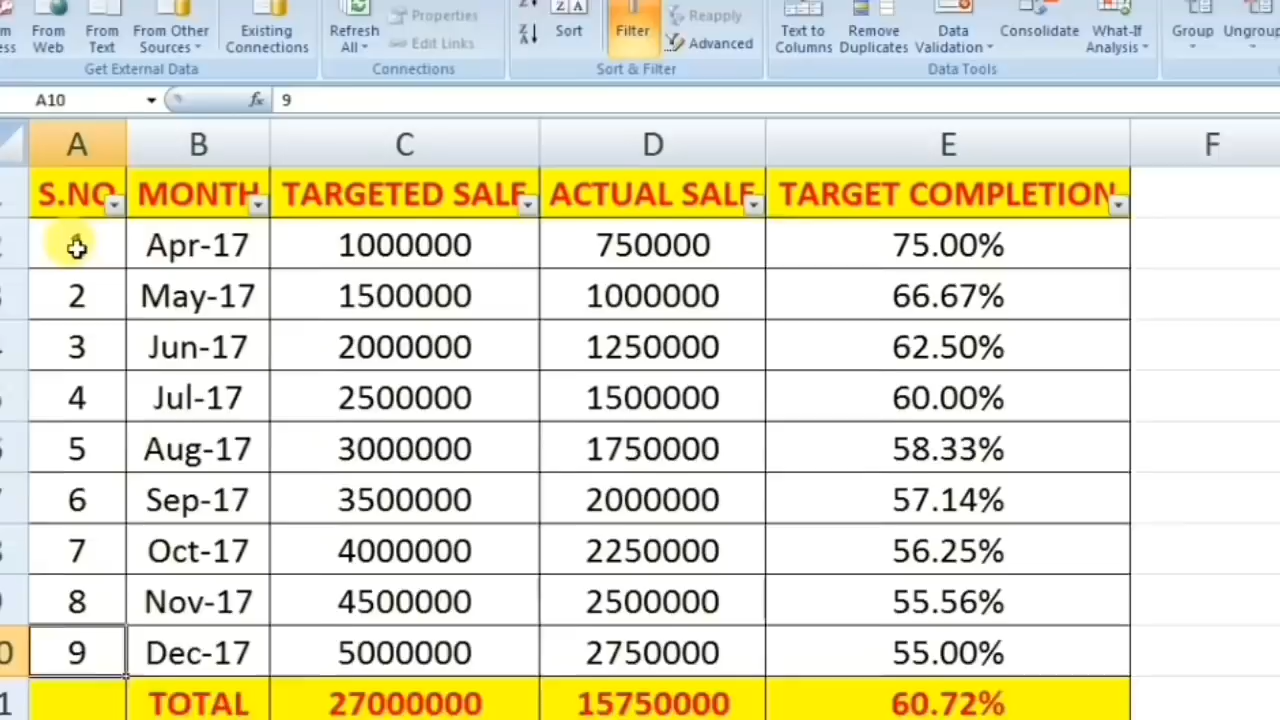 From From From Other Existing Refresh Properties Sort Filter Reapply Text to Remove Data Consolidate What-If Group
Web Text Sources Connections All Edit Links Advanced Columns Duplicates Validation Analysis
Get External Data Connections Sort & Filter Data Tools
A10 fx 9
A B C D E F
S.NO MONTH TARGETED SALE ACTUAL SALE TARGET COMPLETION
Apr-17 1000000 750000 75.00%
2 May-17 1500000 1000000 66.67%
3 Jun-17 2000000 1250000 62.50%
4 Jul-17 2500000 1500000 60.00%
5 Aug-17 3000000 1750000 58.33%
6 Sep-17 3500000 2000000 57.14%
7 Oct-17 4000000 2250000 56.25%
8 Nov-17 4500000 2500000 55.56%
9 Dec-17 5000000 2750000 55.00%
TOTAL 27000000 15750000 60.72%